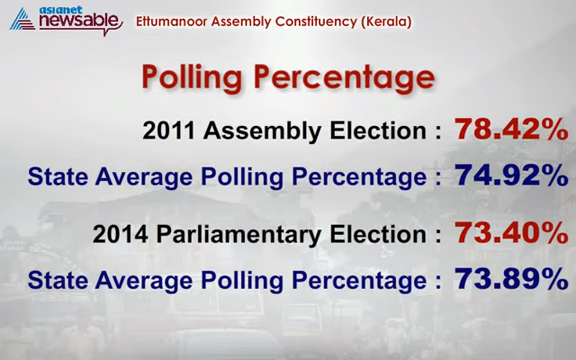 asianet
newsable
Ettumanoor Assembly Constituency (Kerala)
Polling Percentage
2011 Assembly Election : 78.42%
State Average Polling Percentage : 74.92%
2014 Parliamentary Election : 73.40%
State Average Polling Percentage : 73.89%